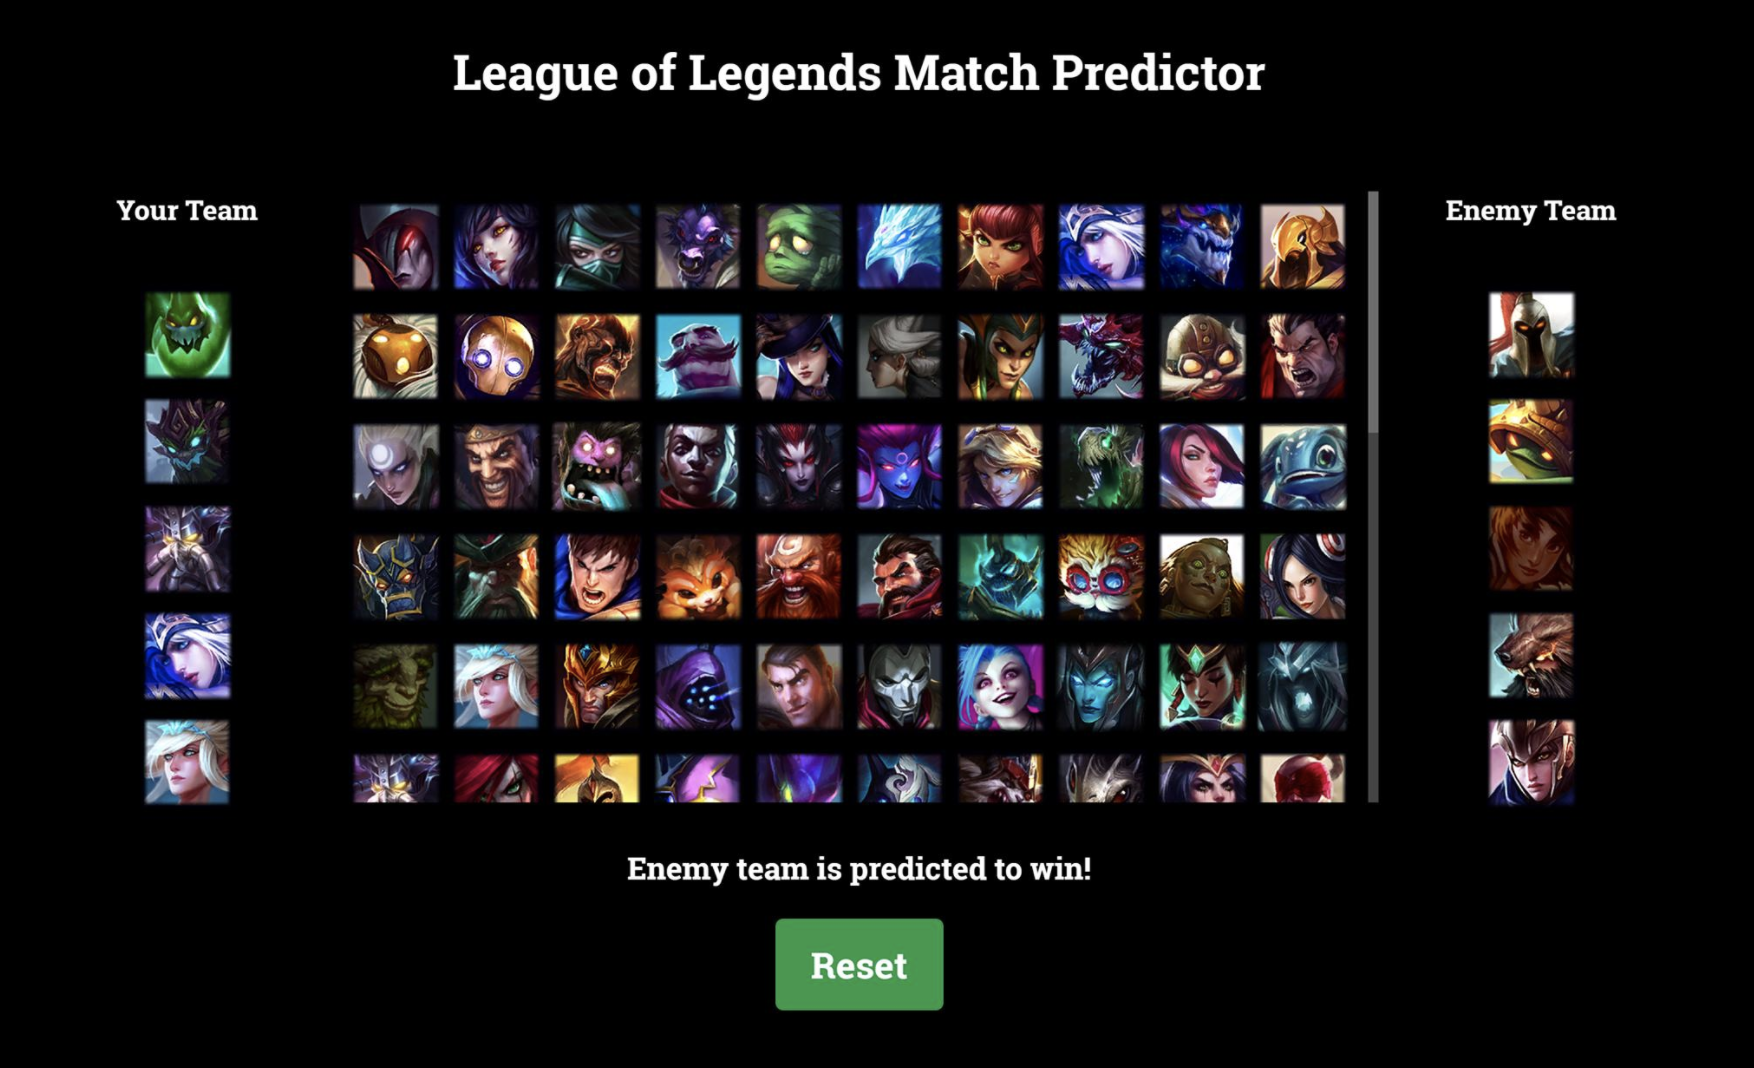 League of Legends Match Predictor
Your Team
Enemy Team
Enemy team is predicted to win!
Reset